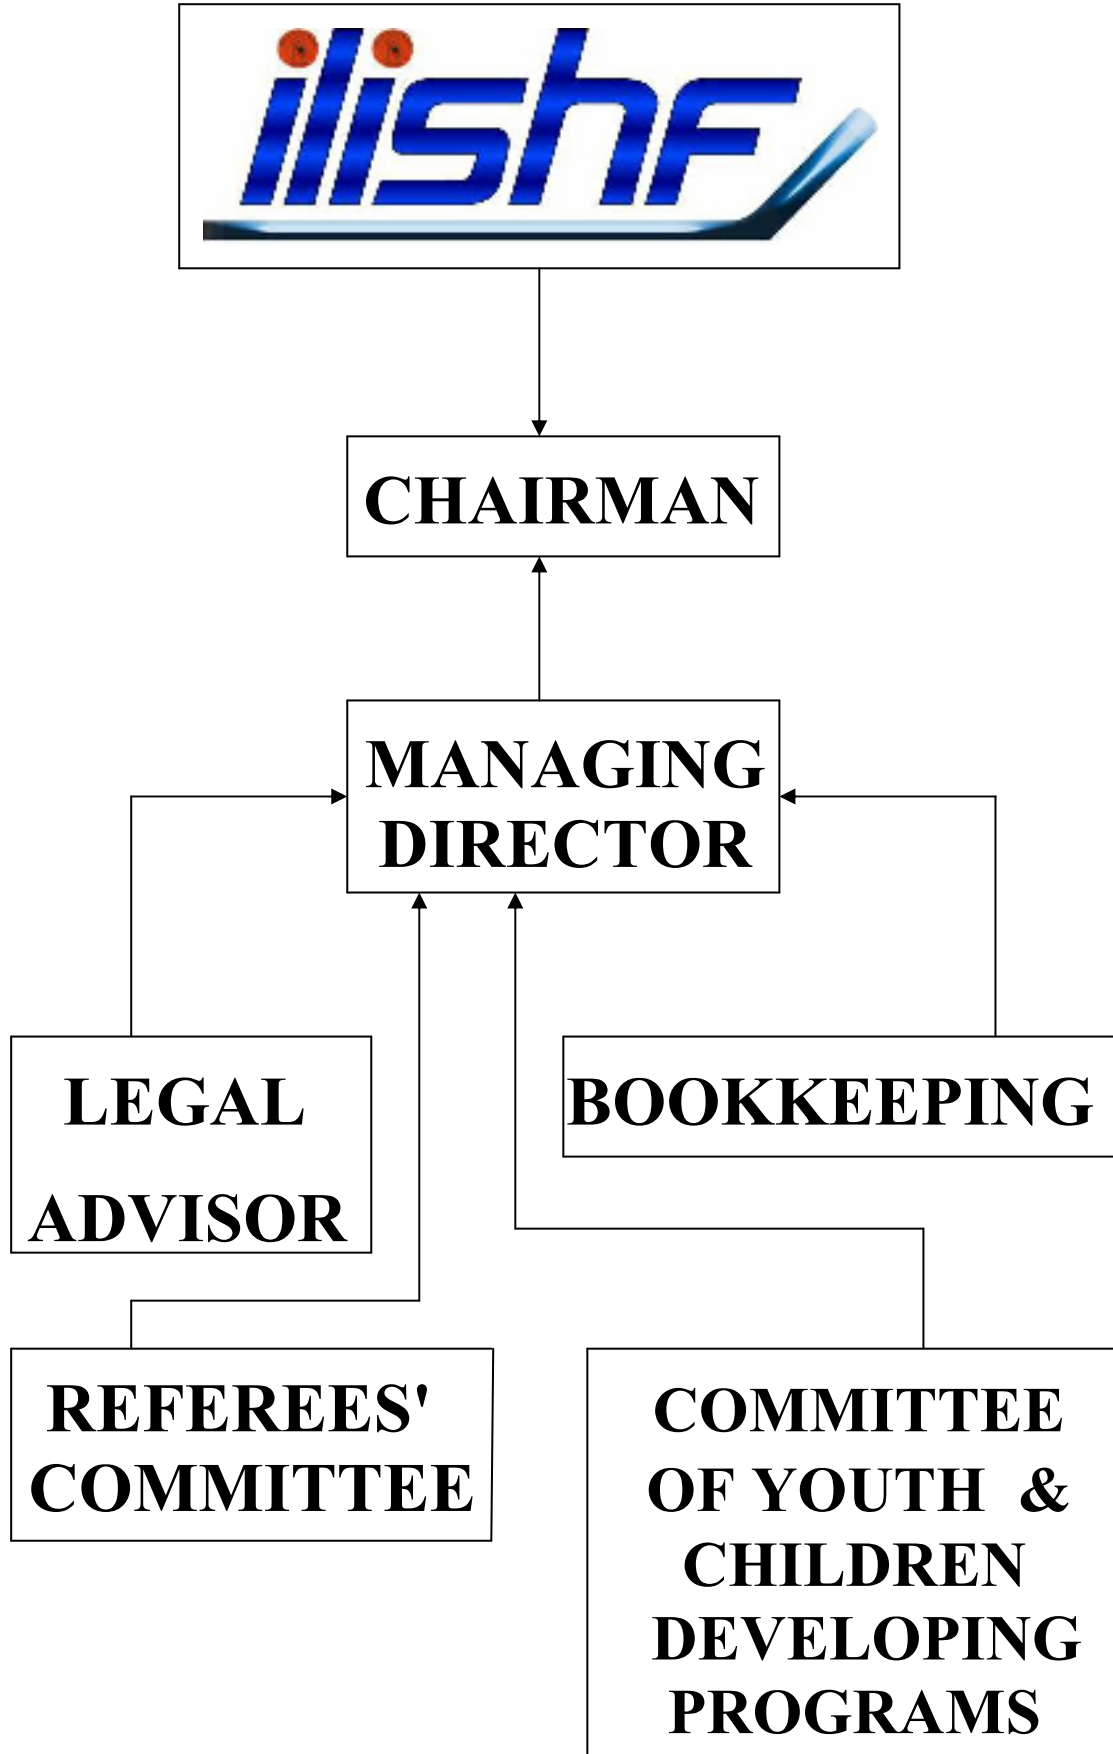 ilishf
CHAIRMAN
MANAGING
DIRECTOR
LEGAL
ADVISOR
BOOKKEEPING
REFEREES'
COMMITTEE
COMMITTEE
OF YOUTH & 
CHILDREN
DEVELOPING
PROGRAMS